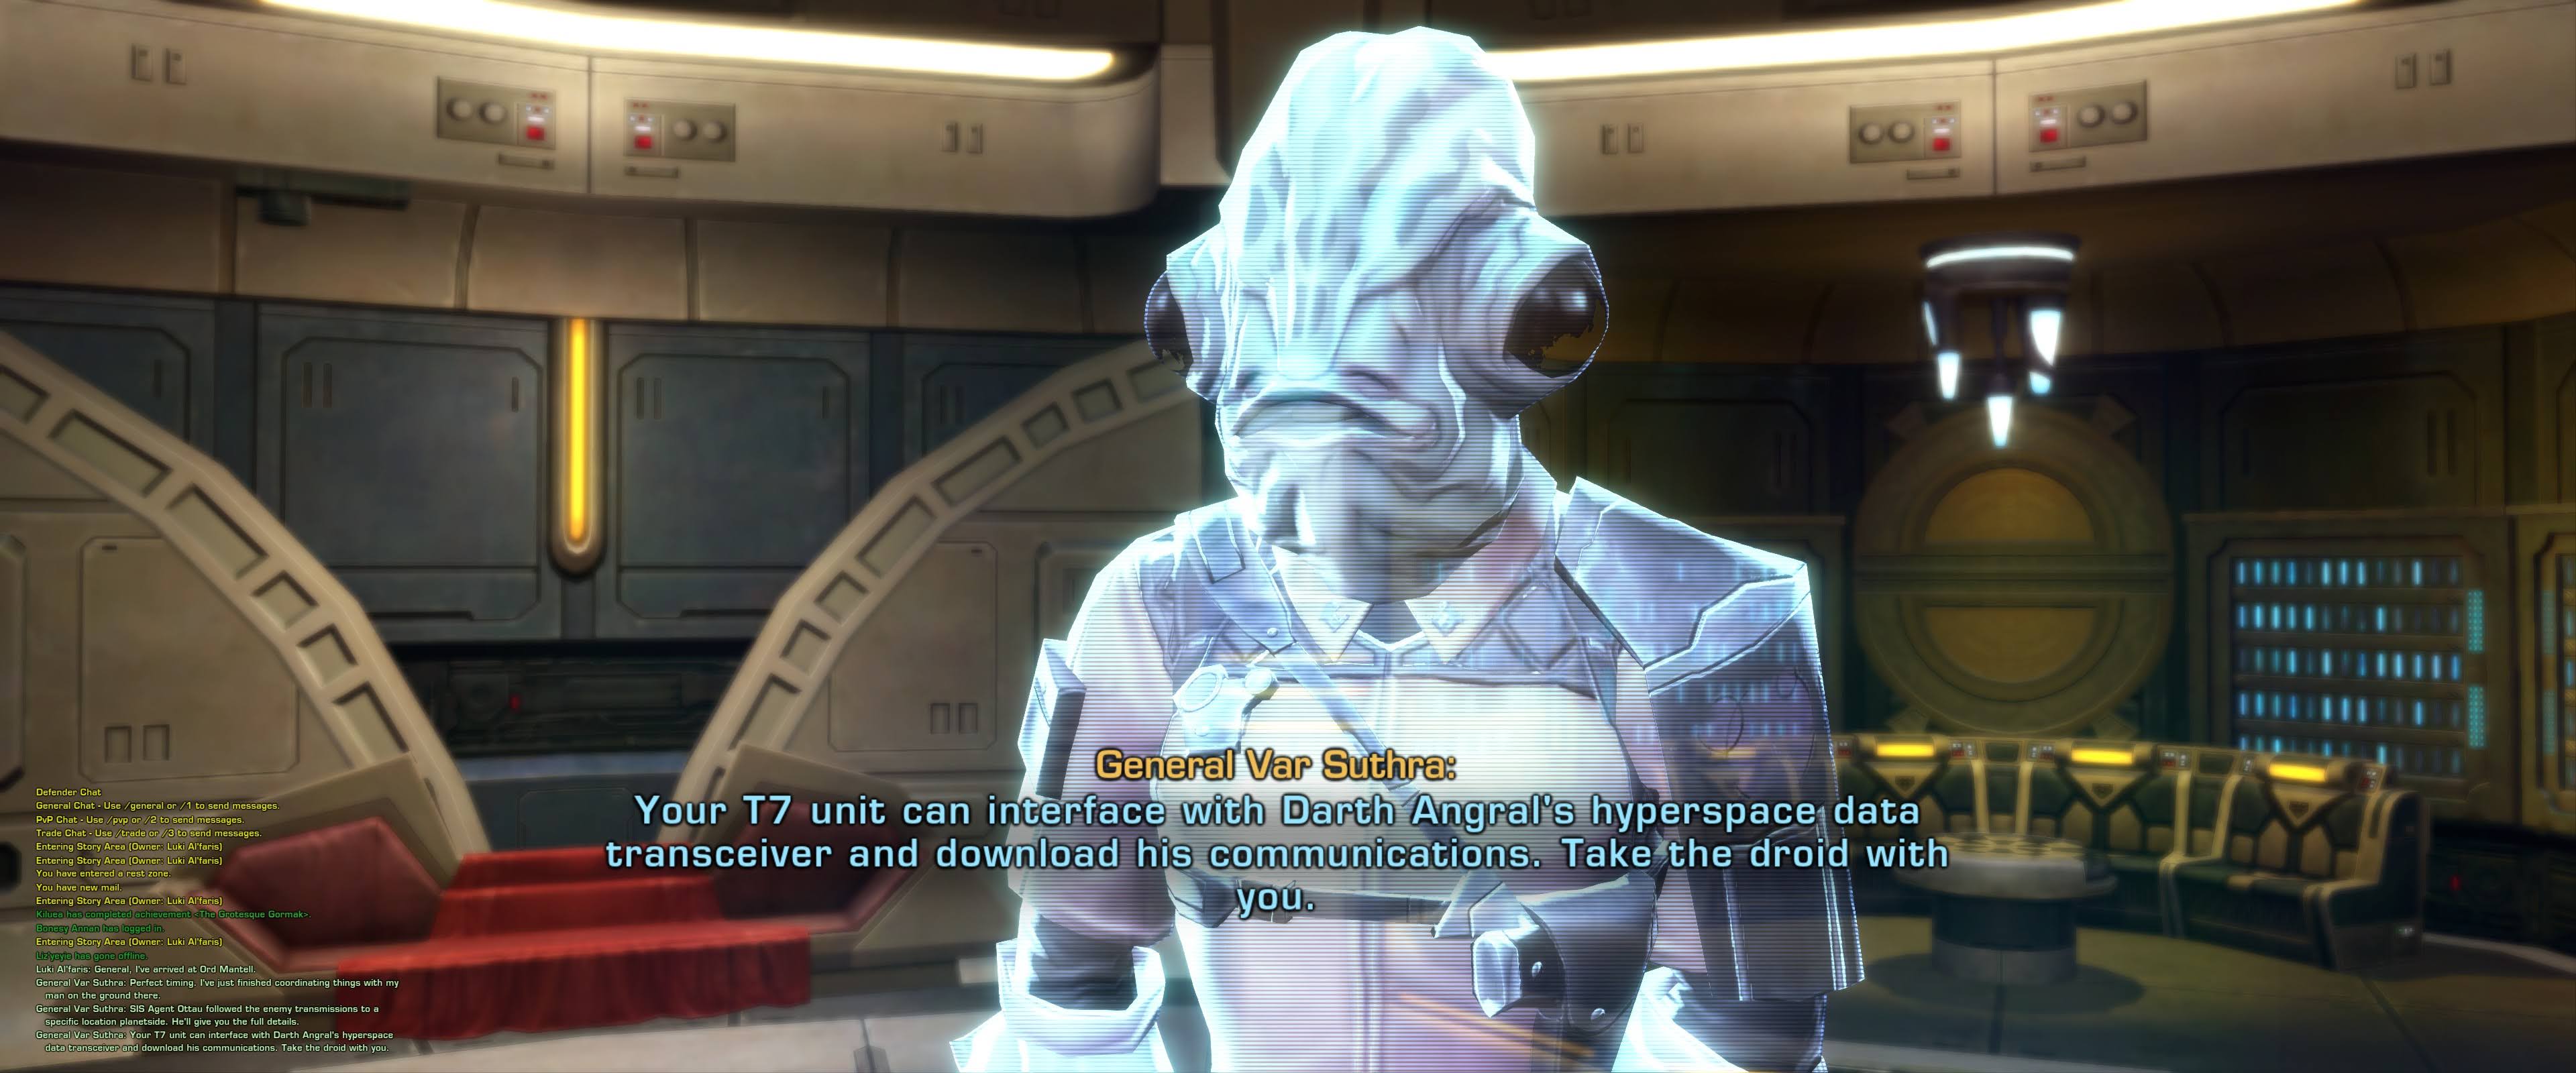 General Var Suthra:
Your T7 unit can interface with Darth Angral's hyperspace data
transceiver and download his communications. Take the droid with
you.
Defender Chat
General Chat - Use /general or /1 to send messages.
PvP Chat - Use /pvp or /2 to send messages.
Trade Chat - Use /trade or /3 to send messages.
Entering Story Area (Owner: Luki Al'faris)
Entering Story Area (Owner: Luki Al'faris)
You have entered a rest zone.
You have new mail.
Entering Story Area (Owner: Luki Al'faris)
Kiluea has completed achievement <The Grotesque Gormak>.
Bonesy Annan has logged in.
Entering Story Area (Owner: Luki Al'faris)
Liz'yeyie has gone offline.
Luki Al'faris: General, I've arrived at Ord Mantell.
General Var Suthra: Perfect timing. I've just finished coordinating things with my
man on the ground there.
General Var Suthra: SIS Agent Ottau followed the enemy transmissions to a
specific location planetside. He'll give you the full details.
General Var Suthra: Your T7 unit can interface with Darth Angral's hyperspace
data transceiver and download his communications. Take the droid with you.